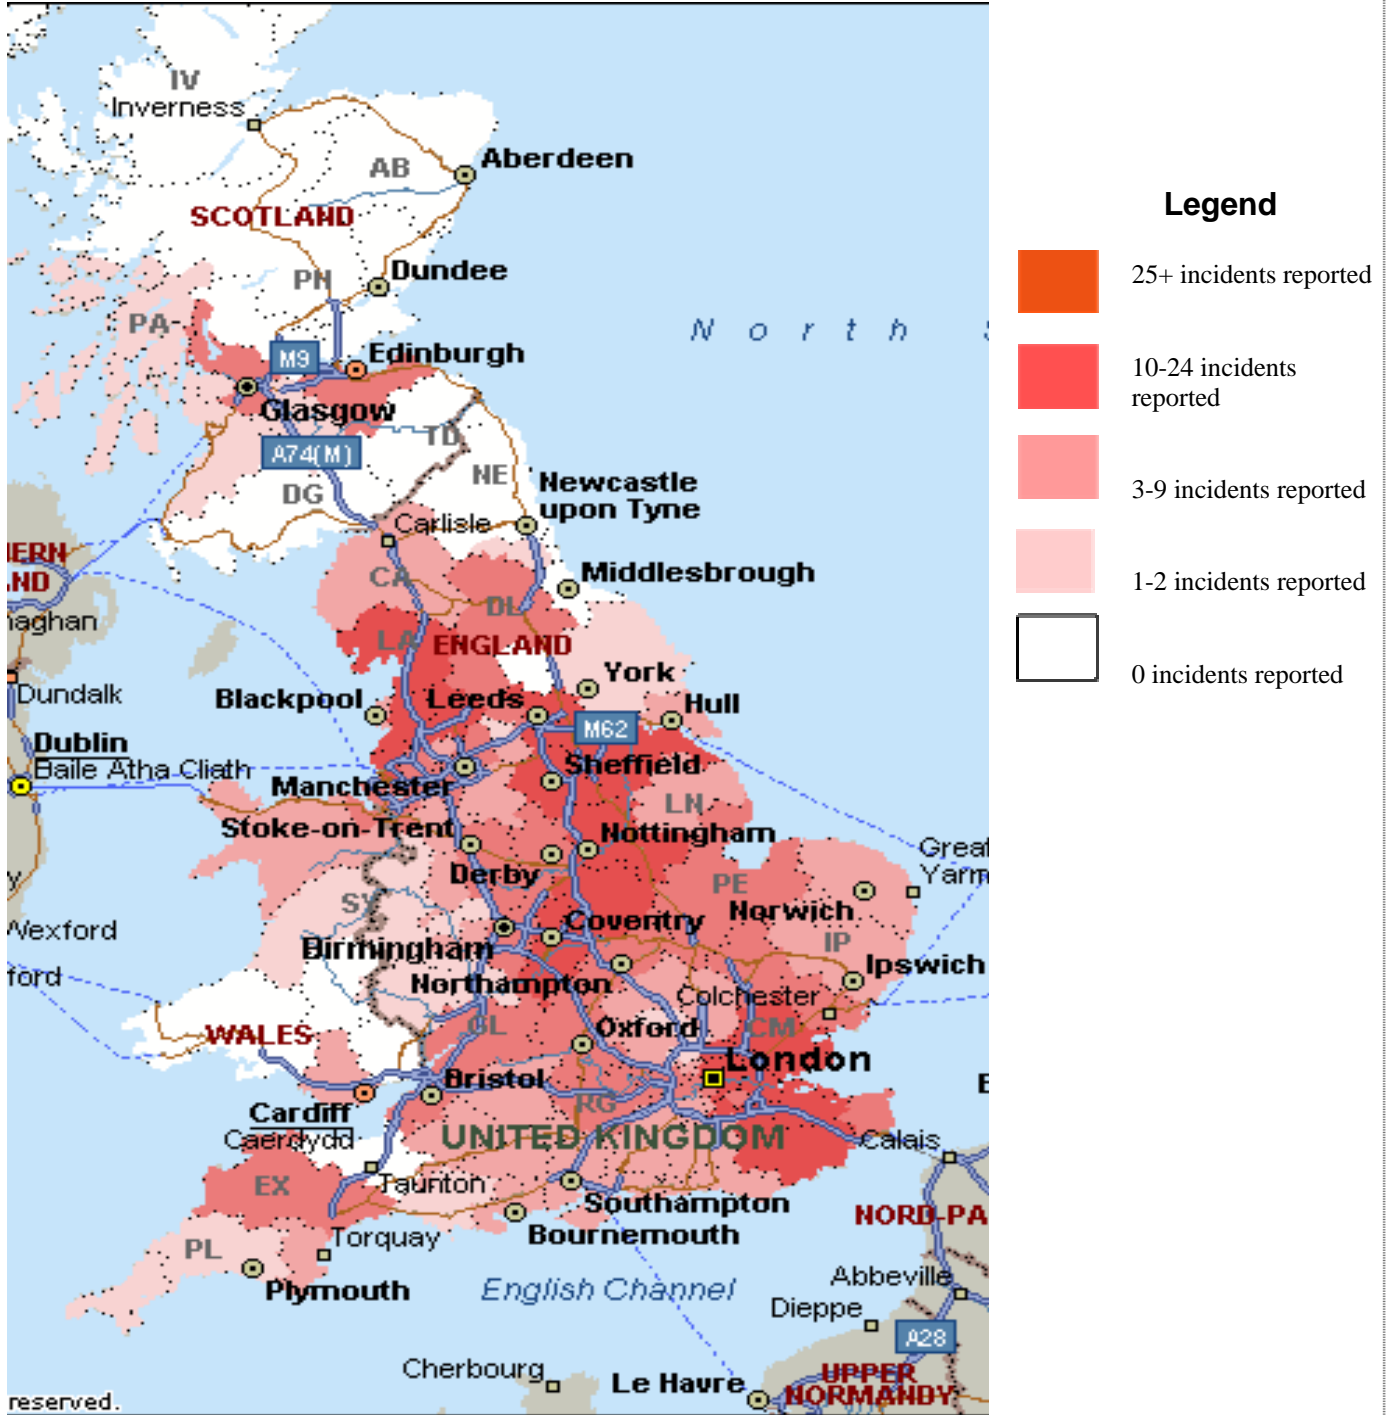 IV
Inverness
AB
Aberdeen
SCOTLAND
Legend
PH
Dundee
25+ incidents reported
PA
North
M9
Edinburgh
10-24 incidents
reported
Glasgow
TD
A74(M)
NE
DG
Newcastle
upon Tyne
3-9 incidents reported
Carlisle
CA
Middlesbrough
1-2 incidents reported
DL
LA
ENGLAND
0 incidents reported
York
Dundalk
Blackpool
Leeds
Hull
M62
Dublin
Baile Atha Cliath
Sheffield
Manchester
LN
Stoke-on-Trent
Nottingham
Derby
PE
SY
Norwich
Coventry
Birmingham
IP
Ipswich
Northampton
Colchester
GL
Oxford
CM
WALES
London
Bristol
RG
Cardiff
Caerdydd
UNITED KINGDOM
Calais
EX
Taunton
Southampton
NORD-PA
Torquay
Bournemouth
PL
Plymouth
English Channel
Abbeville
Dieppe
A28
Cherbourg
Le Havre
UPPER
NORMANDY
reserved.